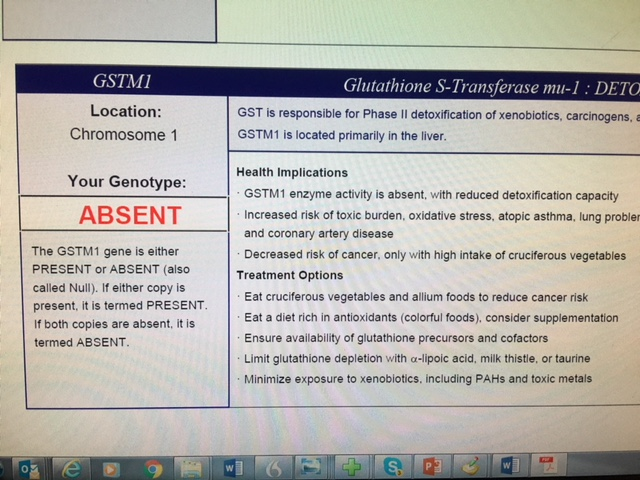 GSTM1
Glutathione S-Transferase mu-1 : DETO
Location:
Chromosome 1
Your Genotype:
ABSENT
The GSTM1 gene is either
PRESENT or ABSENT (also
called Null). If either copy is
present, it is termed PRESENT.
If both copies are absent, it is
termed ABSENT.
GST is responsible for Phase II detoxification of xenobiotics, carcinogens, a
GSTM1 is located primarily in the liver.
Health Implications
· GSTM1 enzyme activity is absent, with reduced detoxification capacity
· Increased risk of toxic burden, oxidative stress, atopic asthma, lung problem
and coronary artery disease
· Decreased risk of cancer, only with high intake of cruciferous vegetables
Treatment Options
· Eat cruciferous vegetables and allium foods to reduce cancer risk
· Eat a diet rich in antioxidants (colorful foods), consider supplementation
· Ensure availability of glutathione precursors and cofactors
· Limit glutathione depletion with α-lipoic acid, milk thistle, or taurine
· Minimize exposure to xenobiotics, including PAHs and toxic metals